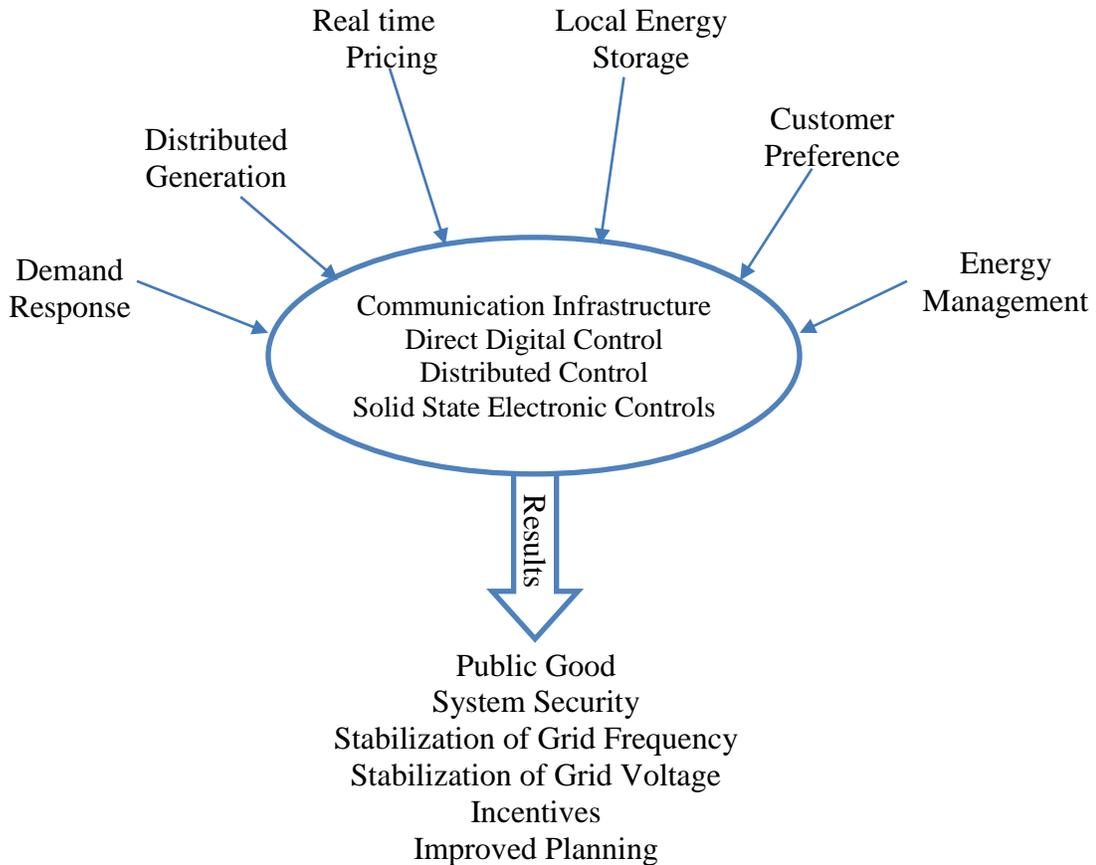 Real time
Pricing
Local Energy
Storage
Distributed
Generation
Customer
Preference
Demand
Response
Energy
Management
Communication Infrastructure
Direct Digital Control
Distributed Control
Solid State Electronic Controls
Results
Public Good
System Security
Stabilization of Grid Frequency
Stabilization of Grid Voltage
Incentives
Improved Planning